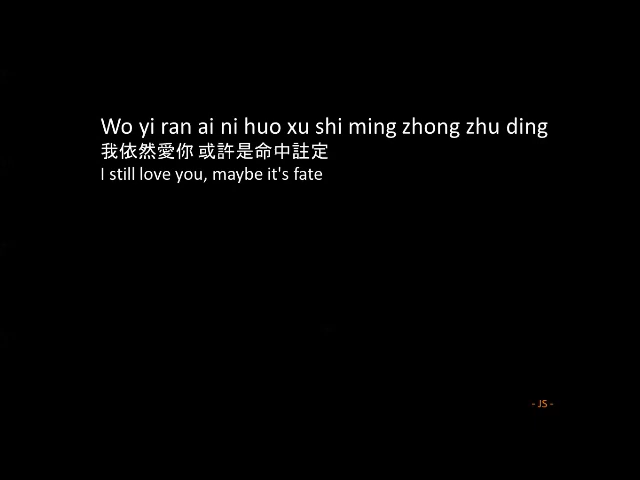 Wo yi ran ai ni huo xu shi ming zhong zhu ding
我依然愛你 或許是命中註定
I still love you, maybe it's fate
- JS -